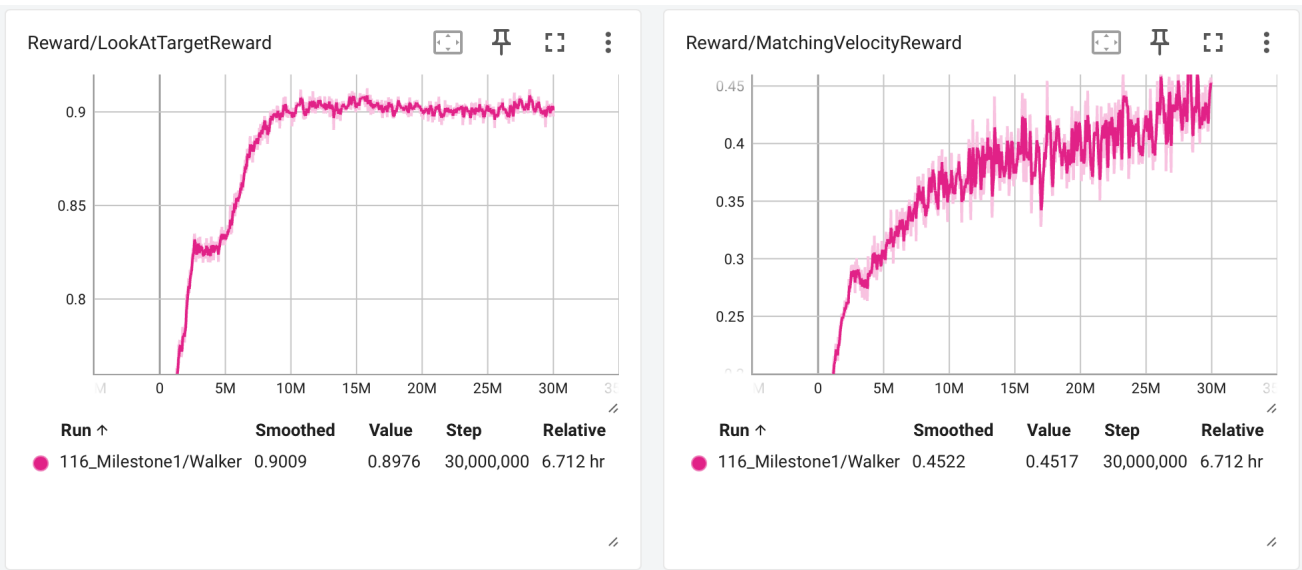 Reward/LookAtTargetReward
0.9
0.85
0.8
M 0 5M 10M 15M 20M 25M 30M 35
Run ↑ Smoothed Value Step Relative
116_Milestone1/Walker 0.9009 0.8976 30,000,000 6.712 hr
Reward/MatchingVelocityReward
0.45
0.4
0.35
0.3
0.25
0.2
M 0 5M 10M 15M 20M 25M 30M 35
Run ↑ Smoothed Value Step Relative
116_Milestone1/Walker 0.4522 0.4517 30,000,000 6.712 hr